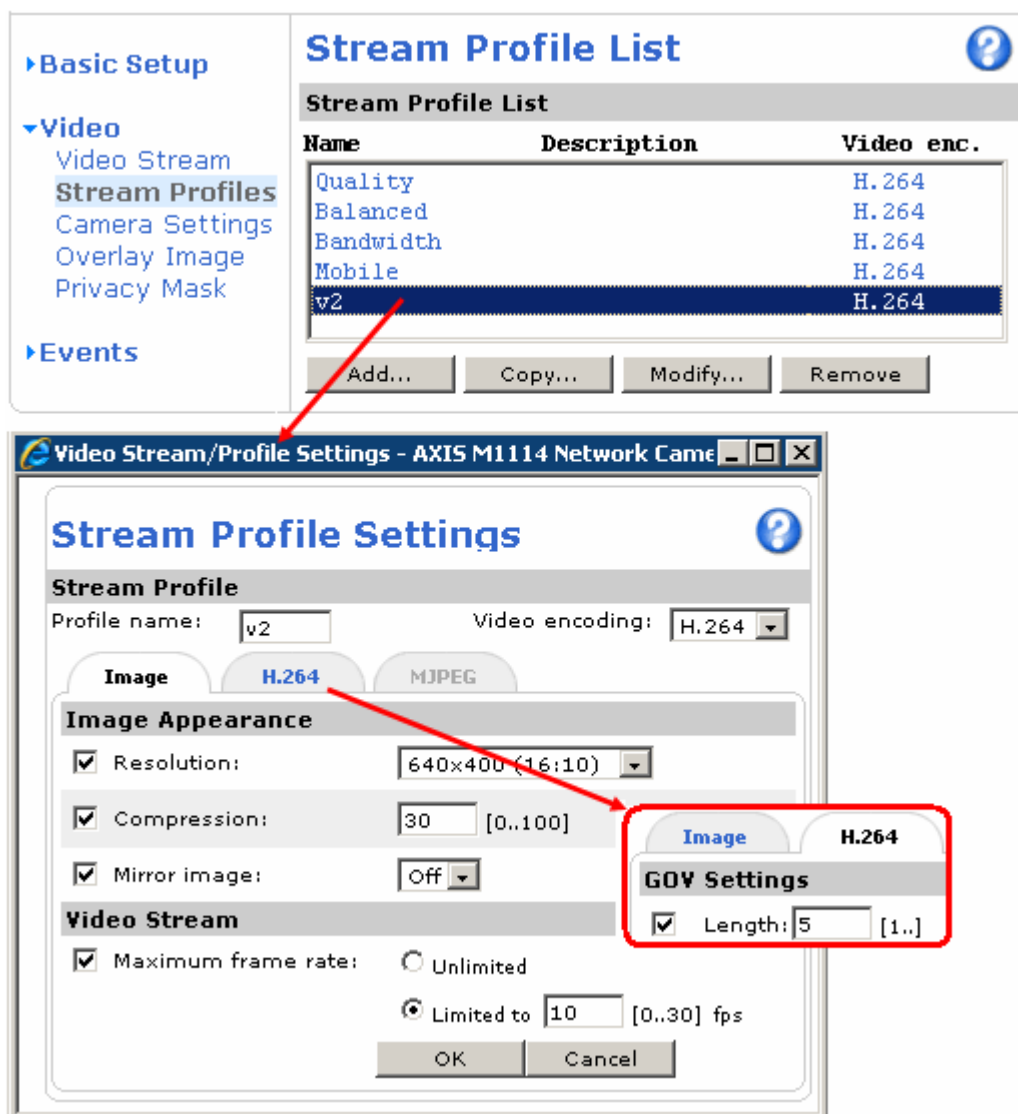 Basic Setup
Video
Video Stream
Stream Profiles
Camera Settings
Overlay Image
Privacy Mask
Events
Stream Profile List
?
Stream Profile List
Name Description Video enc.
Quality H.264
Balanced H.264
Bandwidth H.264
Mobile H.264
v2 H.264
Add... Copy... Modify... Remove
Video Stream/Profile Settings - AXIS M1114 Network Came
Stream Profile Settings
?
Stream Profile
Profile name: v2 Video encoding: H.264
Image H.264 MJPEG
Image Appearance
Resolution: 640x400 (16:10)
Compression: 30 [0..100]
Mirror image: Off
Video Stream
Maximum frame rate: Unlimited
Limited to 10 [0..30] fps
OK Cancel
Image H.264
GOV Settings
Length: 5 [1..]